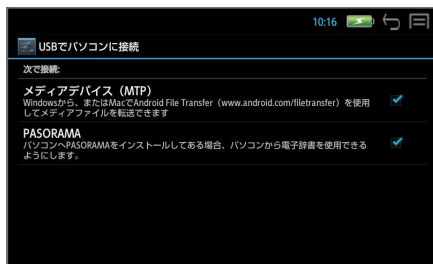 10:16
USBでパソコンに接続
次で接続:
メディアデバイス（MTP）
Windowsから、またはMacでAndroid File Transfer（www.android.com/filetransfer）を使用
してメディアファイルを転送できます
PASORAMA
パソコンへPASORAMAをインストールしてある場合、パソコンから電子辞書を使用できる
ようにします。